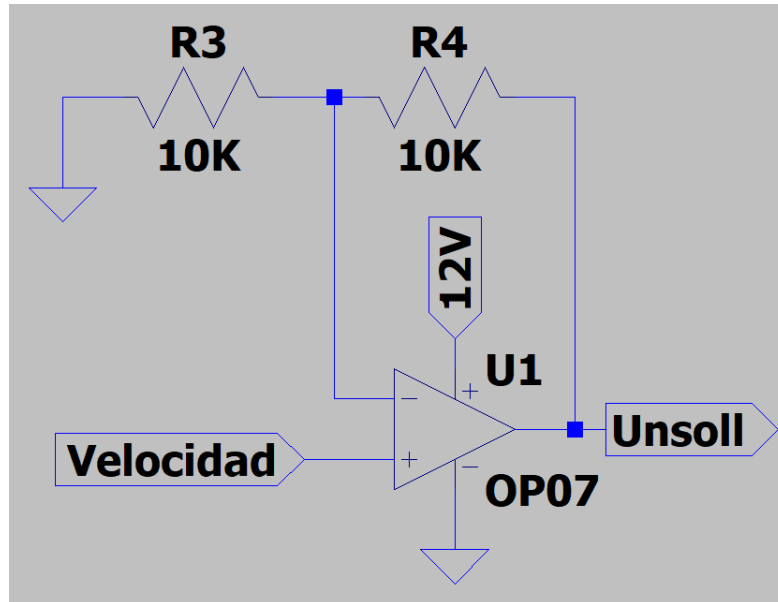 R3
R4
10K
10K
12V
U1
+
−
Velocidad
+
Unsoll
−
OP07